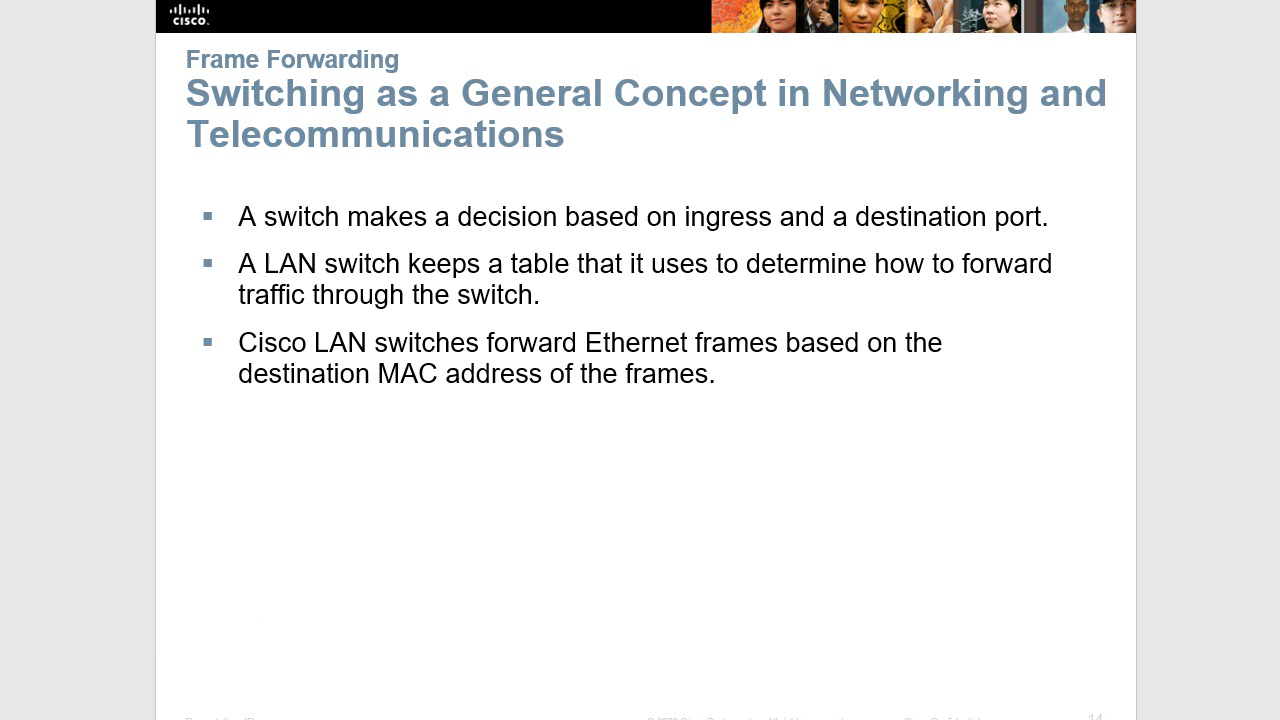 CISCO.
Frame Forwarding
Switching as a General Concept in Networking and
Telecommunications
▪ A switch makes a decision based on ingress and a destination port.
▪ A LAN switch keeps a table that it uses to determine how to forward
traffic through the switch.
▪ Cisco LAN switches forward Ethernet frames based on the
destination MAC address of the frames.
14